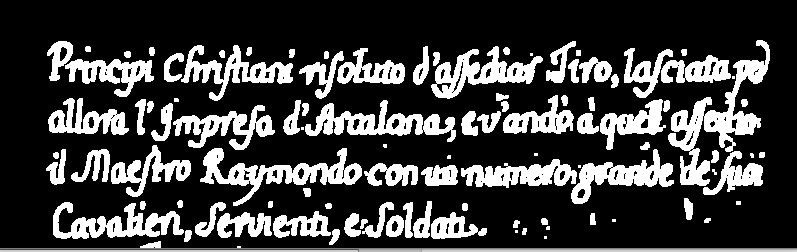 Principi Christiani risoluto d'assediar Tiro, lasciata per
allora l'Impresa d'Ascalona, e v'andò à quell'assedio
il Maestro Raymondo con un numero grande de' suoi
Cavalieri, Servienti, e Soldati.